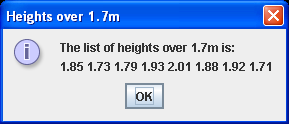 Heights over 1.7m
The list of heights over 1.7m is:
1.85 1.73 1.79 1.93 2.01 1.88 1.92 1.71
OK